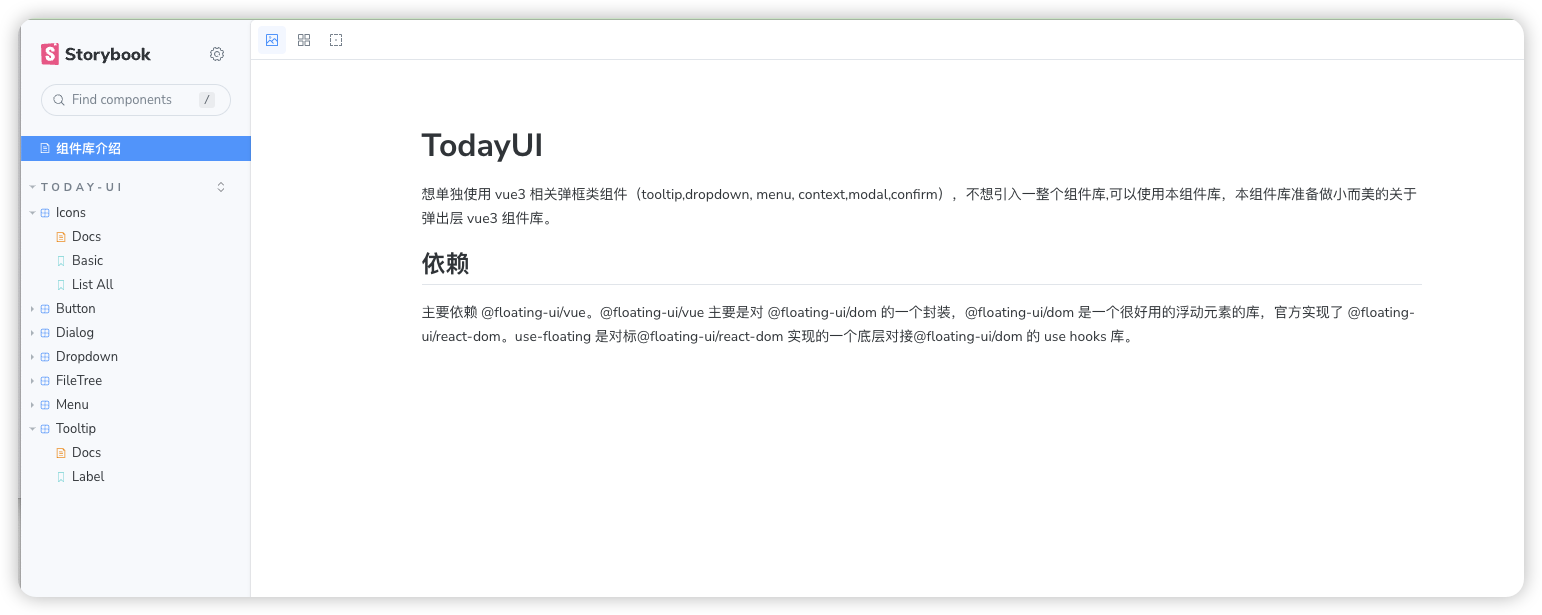 Storybook
Find components
/
组件库介绍
TODAY-UI
Icons
Docs
Basic
List All
Button
Dialog
Dropdown
FileTree
Menu
Tooltip
Docs
Label
TodayUI
想单独使用 vue3 相关弹框类组件（tooltip,dropdown, menu, context,modal,confirm），不想引入一整个组件库,可以使用本组件库，本组件库准备做小而美的关于
弹出层 vue3 组件库。
依赖
主要依赖 @floating-ui/vue。@floating-ui/vue 主要是对 @floating-ui/dom 的一个封装，@floating-ui/dom 是一个很好用的浮动元素的库，官方实现了 @floating-
ui/react-dom。use-floating 是对标@floating-ui/react-dom 实现的一个底层对接@floating-ui/dom 的 use hooks 库。